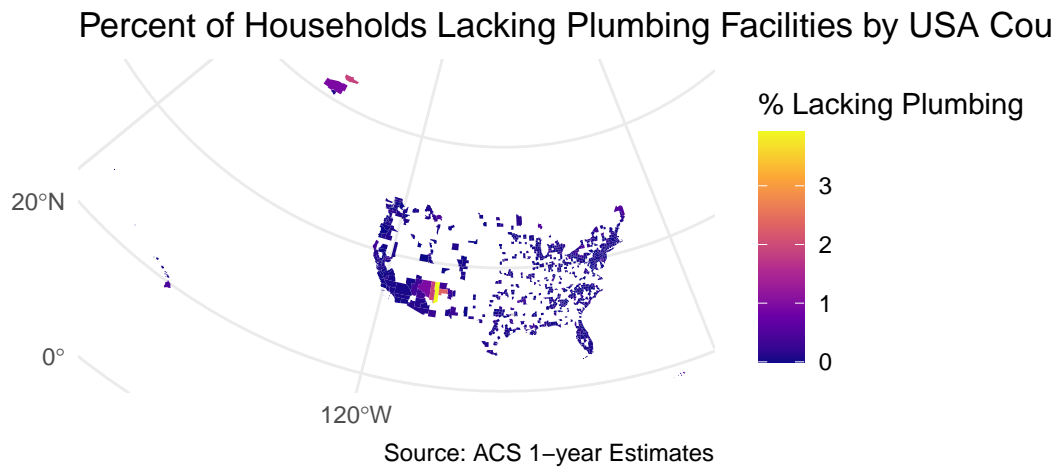 Percent of Households Lacking Plumbing Facilities by USA Cou
% Lacking Plumbing
3
2
1
0
20°N
0°
120°W
Source: ACS 1−year Estimates